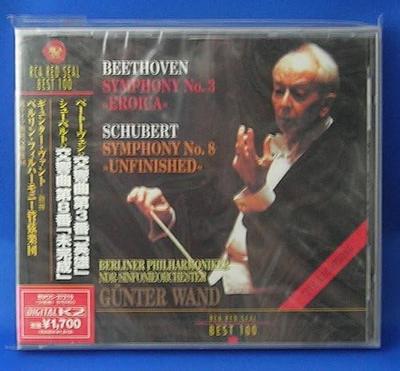 RCA RED SEAL
BEST 100
BEETHOVEN
SYMPHONY No. 3
»EROICA«
SCHUBERT
SYMPHONY No. 8
»UNFINISHED«
BERLINER PHILHARMONIKER
NDR-SINFONIEORCHESTER
GÜNTER WAND
RCA RED SEAL
BEST 100
ベートーヴェン:交響曲第3番「英雄」
シューベルト:交響曲第8番「未完成」
ギュンター・ヴァント
ベルリン・フィルハーモニー管弦楽団
DIGITAL K2
¥1,700